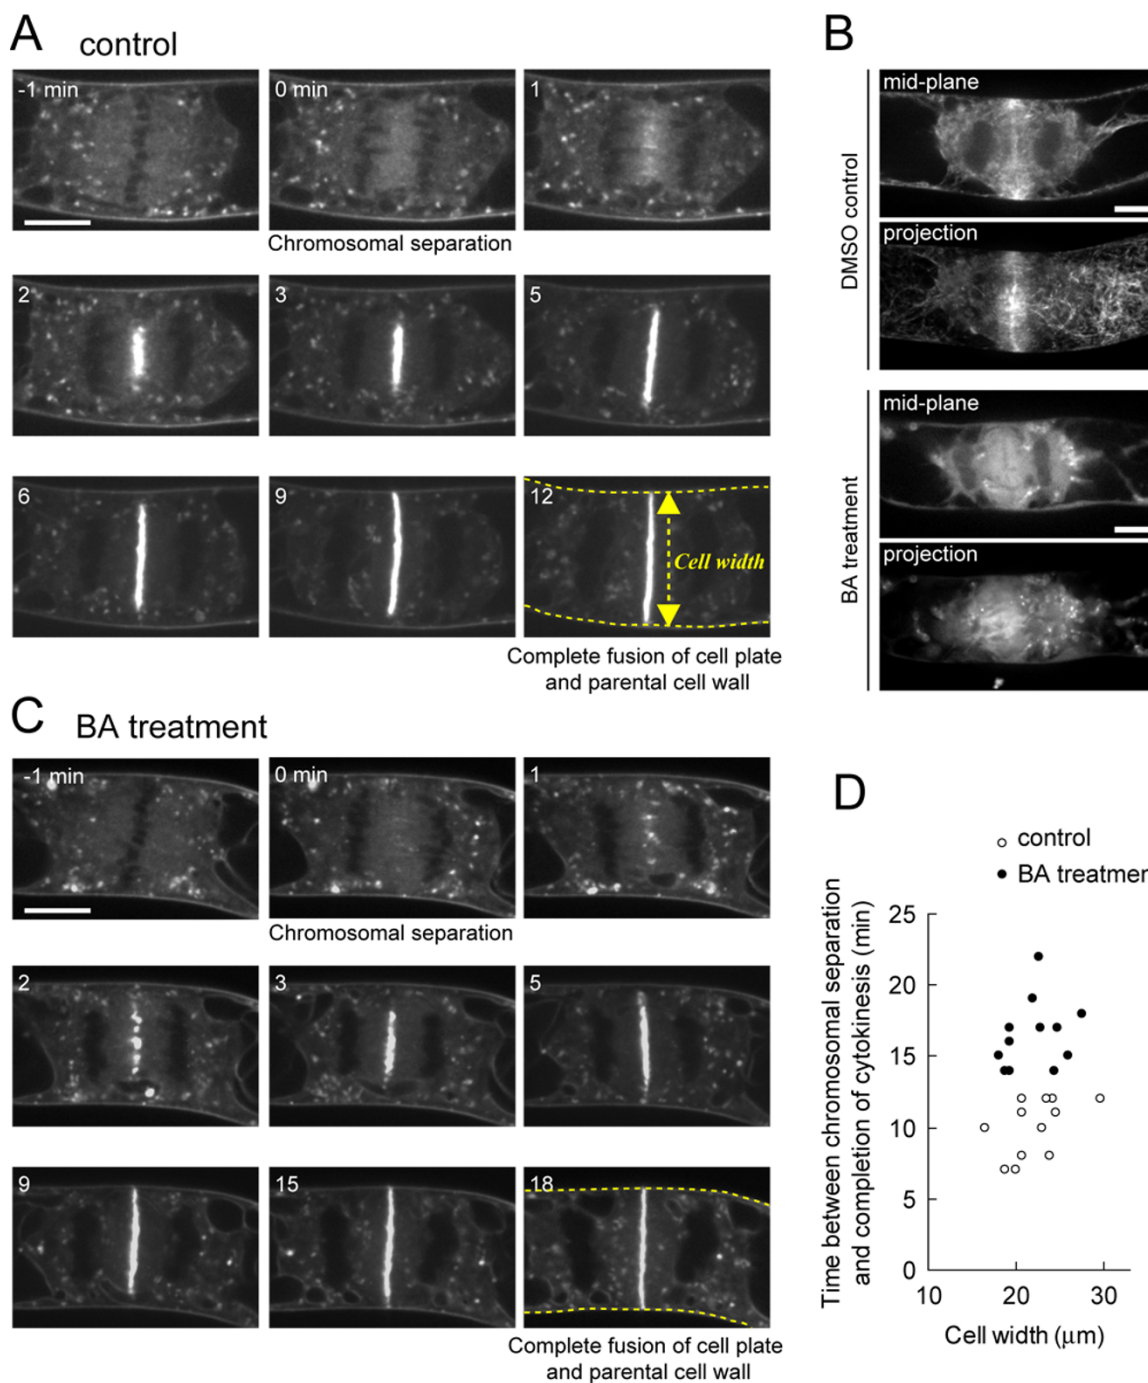 A control
-1 min
0 min
1
Chromosomal separation
2
3
5
6
9
12
Cell width
Complete fusion of cell plate
and parental cell wall
B
DMSO control
mid-plane
projection
BA treatment
mid-plane
projection
C BA treatment
-1 min
0 min
1
Chromosomal separation
2
3
5
9
15
18
Complete fusion of cell plate
and parental cell wall
D
control
BA treatmen
Time between chromosomal separation
and completion of cytokinesis (min)
25
20
15
10
5
0
10
20
30
Cell width (μm)